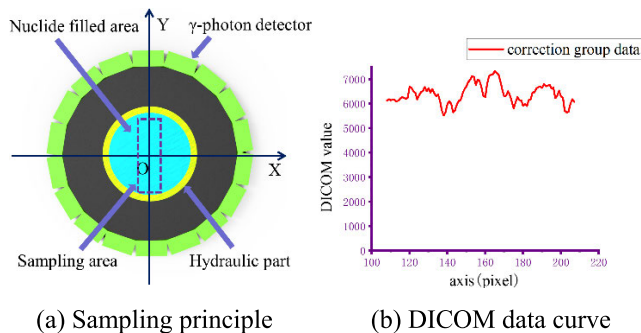 Nuclide filled area
Y
γ-photon detector
O
X
Sampling area
Hydraulic part
(a) Sampling principle
correction group data
DICOM value
7000
6000
5000
4000
3000
2000
1000
0
100 120 140 160 180 200 220
axis(pixel)
(b) DICOM data curve